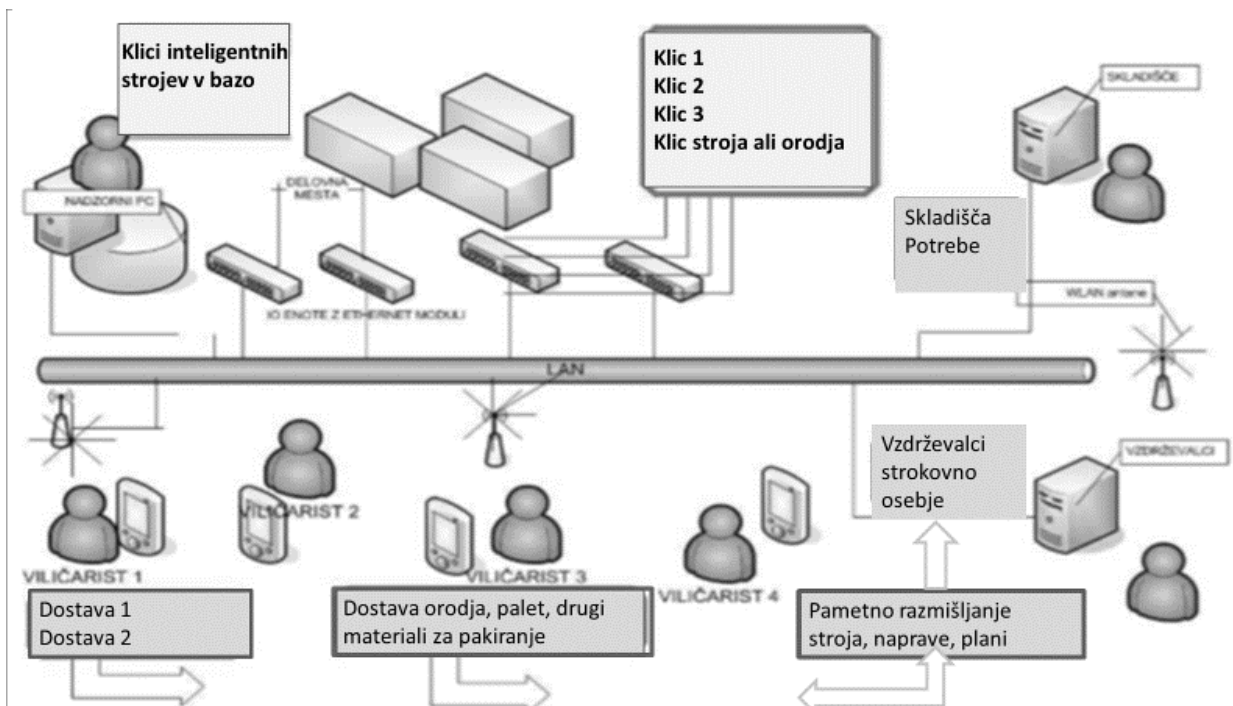 Klici inteligentnih
strojev v bazo
Klic 1
Klic 2
Klic 3
Klic stroja ali orodja
SKLADIŠČE
DELOVNA
MESTA
NADZORNI PC
Skladišča
Potrebe
WLAN antene
IO ENOTE Z ETHERNET MODULI
LAN
Vzdrževalci
strokovno
osebje
VZDRŽEVALCI
VILIČARIST 2
VILIČARIST 1
VILIČARIST 3
VILIČARIST 4
Dostava 1
Dostava 2
Dostava orodja, palet, drugi
materiali za pakiranje
Pametno razmišljanje
stroja, naprave, plani